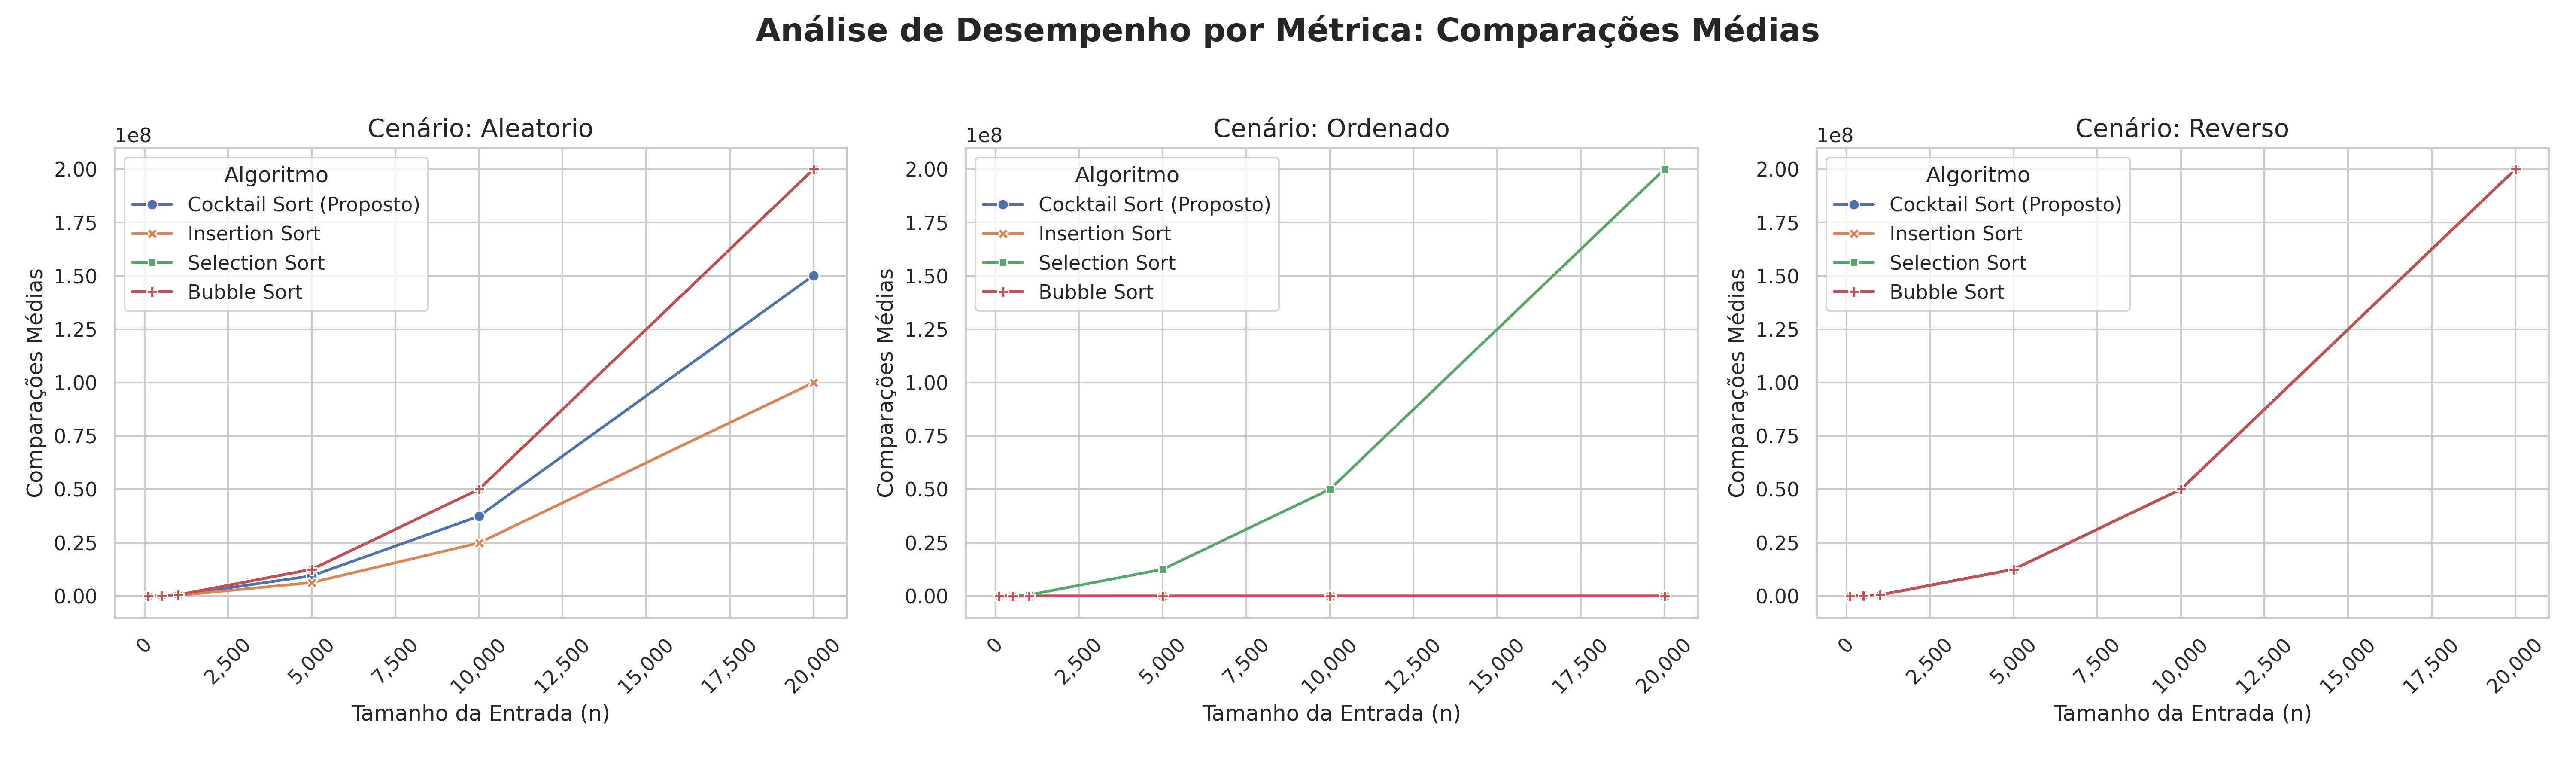 Análise de Desempenho por Métrica: Comparações Médias
Cenário: Aleatorio
1e8
2.00
1.75
1.50
1.25
1.00
0.75
0.50
0.25
0.00
Comparações Médias
Algoritmo
Cocktail Sort (Proposto)
Insertion Sort
Selection Sort
Bubble Sort
0
2,500
5,000
7,500
10,000
12,500
15,000
17,500
20,000
Tamanho da Entrada (n)
Cenário: Ordenado
1e8
2.00
1.75
1.50
1.25
1.00
0.75
0.50
0.25
0.00
Comparações Médias
Algoritmo
Cocktail Sort (Proposto)
Insertion Sort
Selection Sort
Bubble Sort
0
2,500
5,000
7,500
10,000
12,500
15,000
17,500
20,000
Tamanho da Entrada (n)
Cenário: Reverso
1e8
2.00
1.75
1.50
1.25
1.00
0.75
0.50
0.25
0.00
Comparações Médias
Algoritmo
Cocktail Sort (Proposto)
Insertion Sort
Selection Sort
Bubble Sort
0
2,500
5,000
7,500
10,000
12,500
15,000
17,500
20,000
Tamanho da Entrada (n)